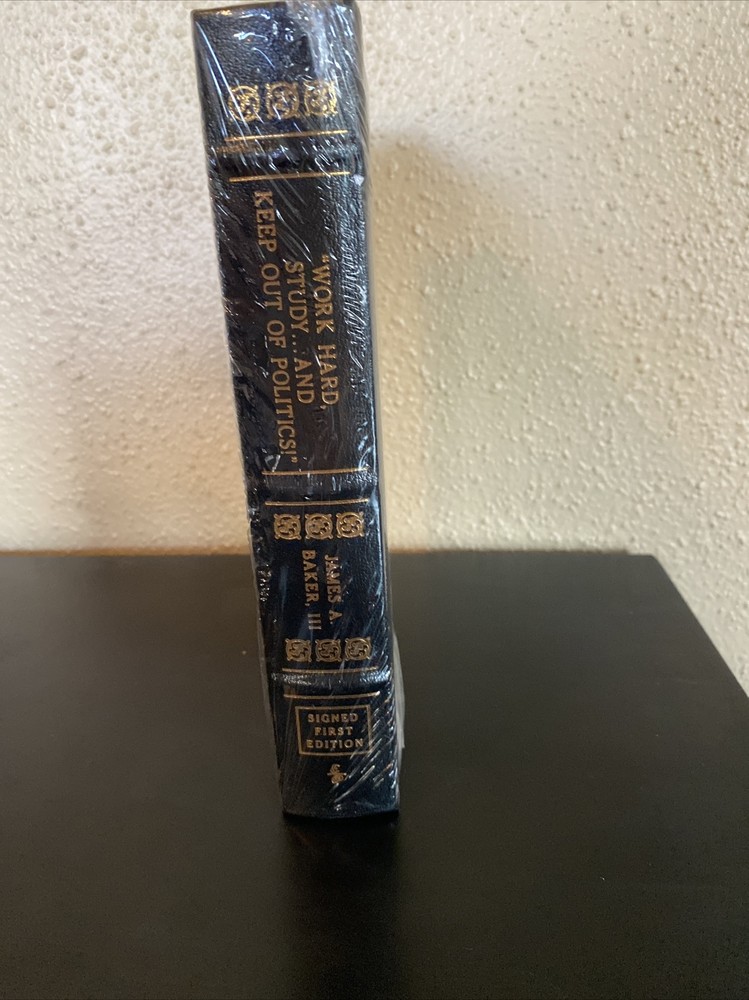 "WORK HARD,
STUDY...AND
KEEP OUT OF POLITICS!"
JAMES A.
BAKER, III
SIGNED
FIRST
EDITION